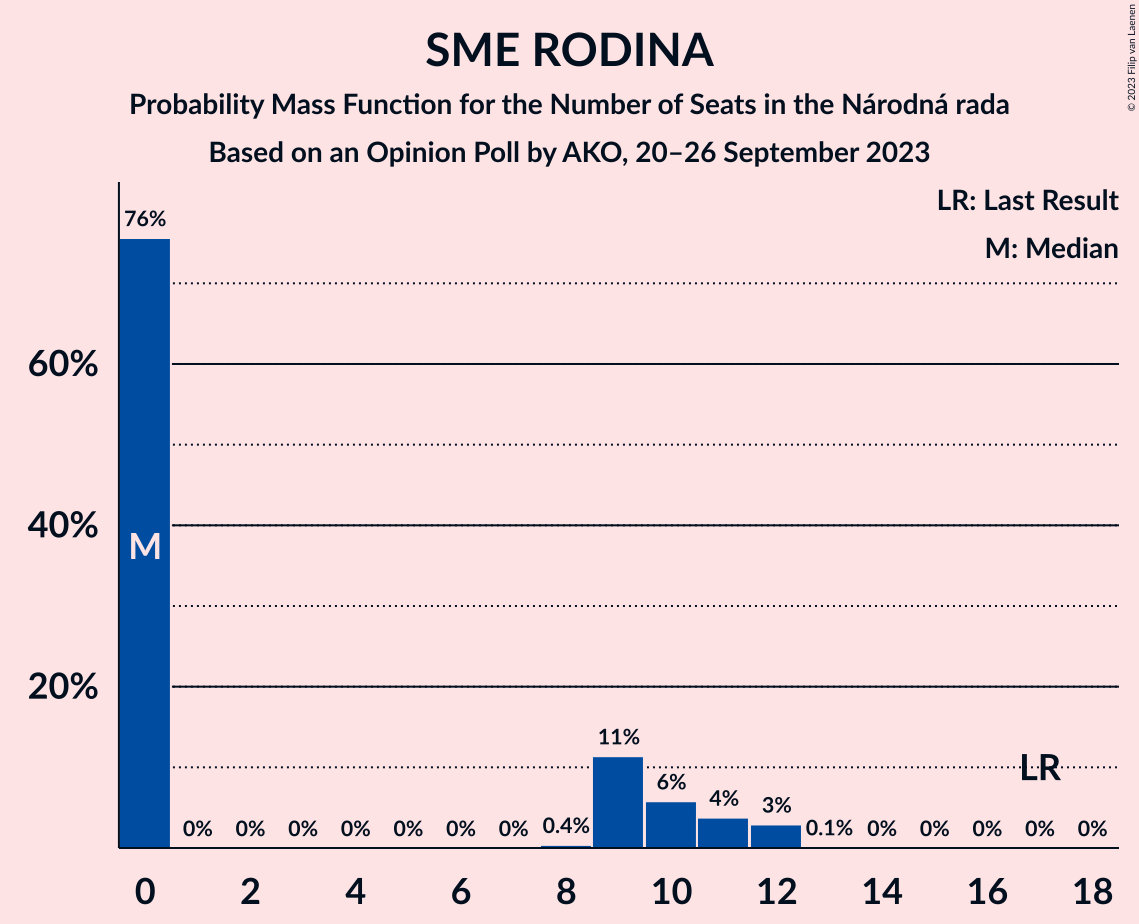 SME RODINA
Probability Mass Function for the Number of Seats in the Národná rada
Based on an Opinion Poll by AKO, 20–26 September 2023
© 2023 Filip van Laenen
LR: Last Result
M: Median
76%
60%
40%
M
20%
11%
LR
6%
4%
3%
0% 0% 0% 0% 0% 0% 0% 0.4% 0.1% 0% 0% 0% 0% 0%
0 2 4 6 8 10 12 14 16 18